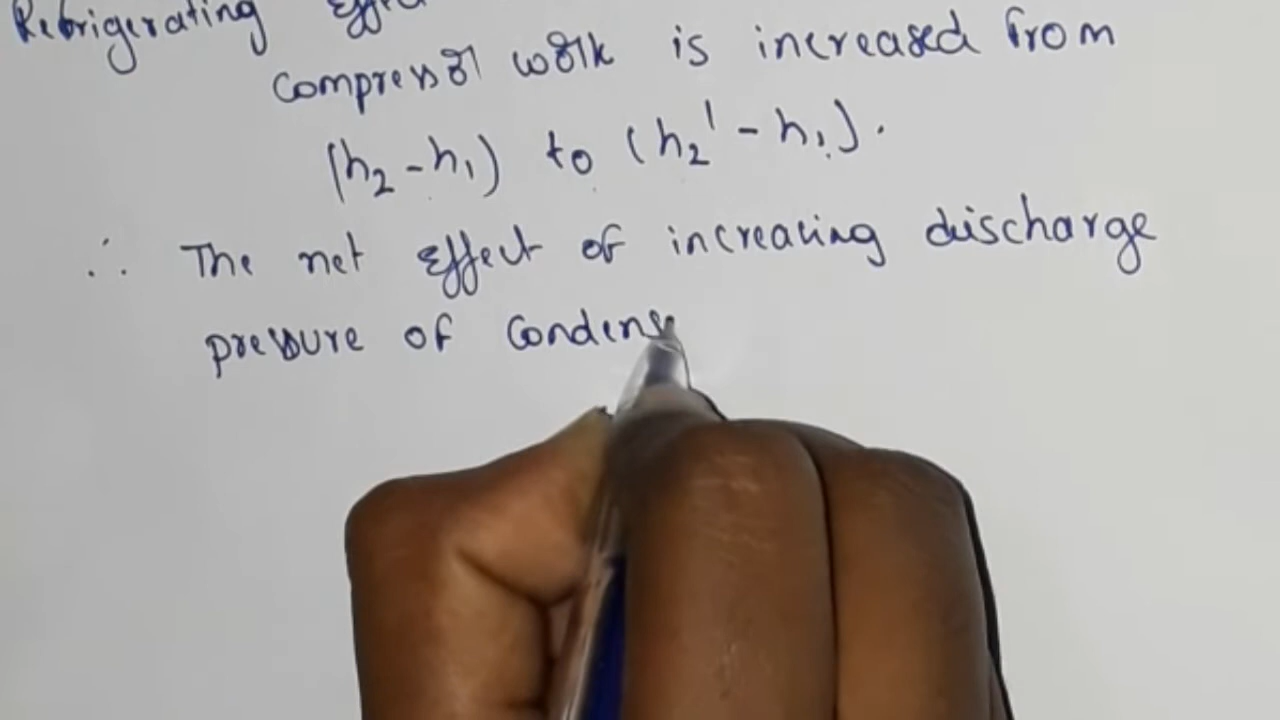 Refrigerating Effect
compressor work is increased from
(h₂ - h₁) to (h₂' - h₁).
∴ The net Effect of increasing discharge
pressure of Condens